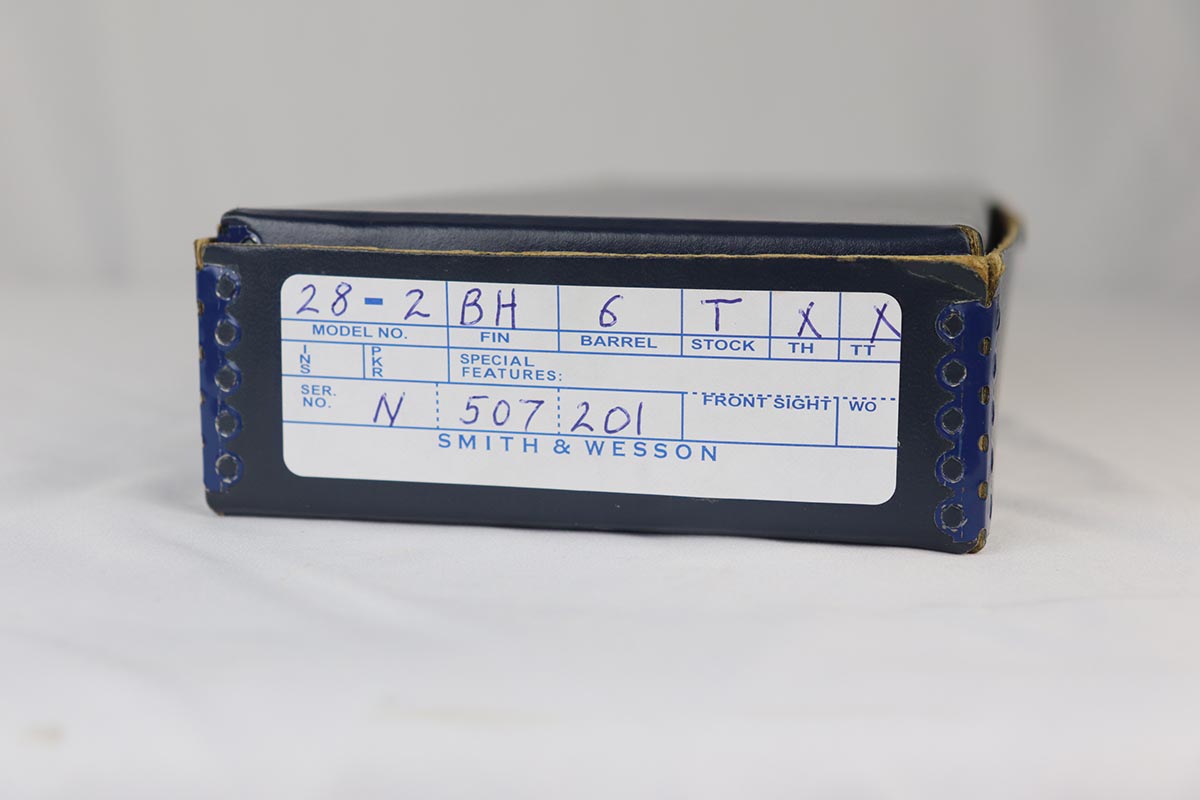 28-2 BH 6 T X X
MODEL NO. FIN BARREL STOCK TH TT
INS PKR SPECIAL FEATURES:
SER. NO. N 507 201 FRONT SIGHT WO
SMITH & WESSON